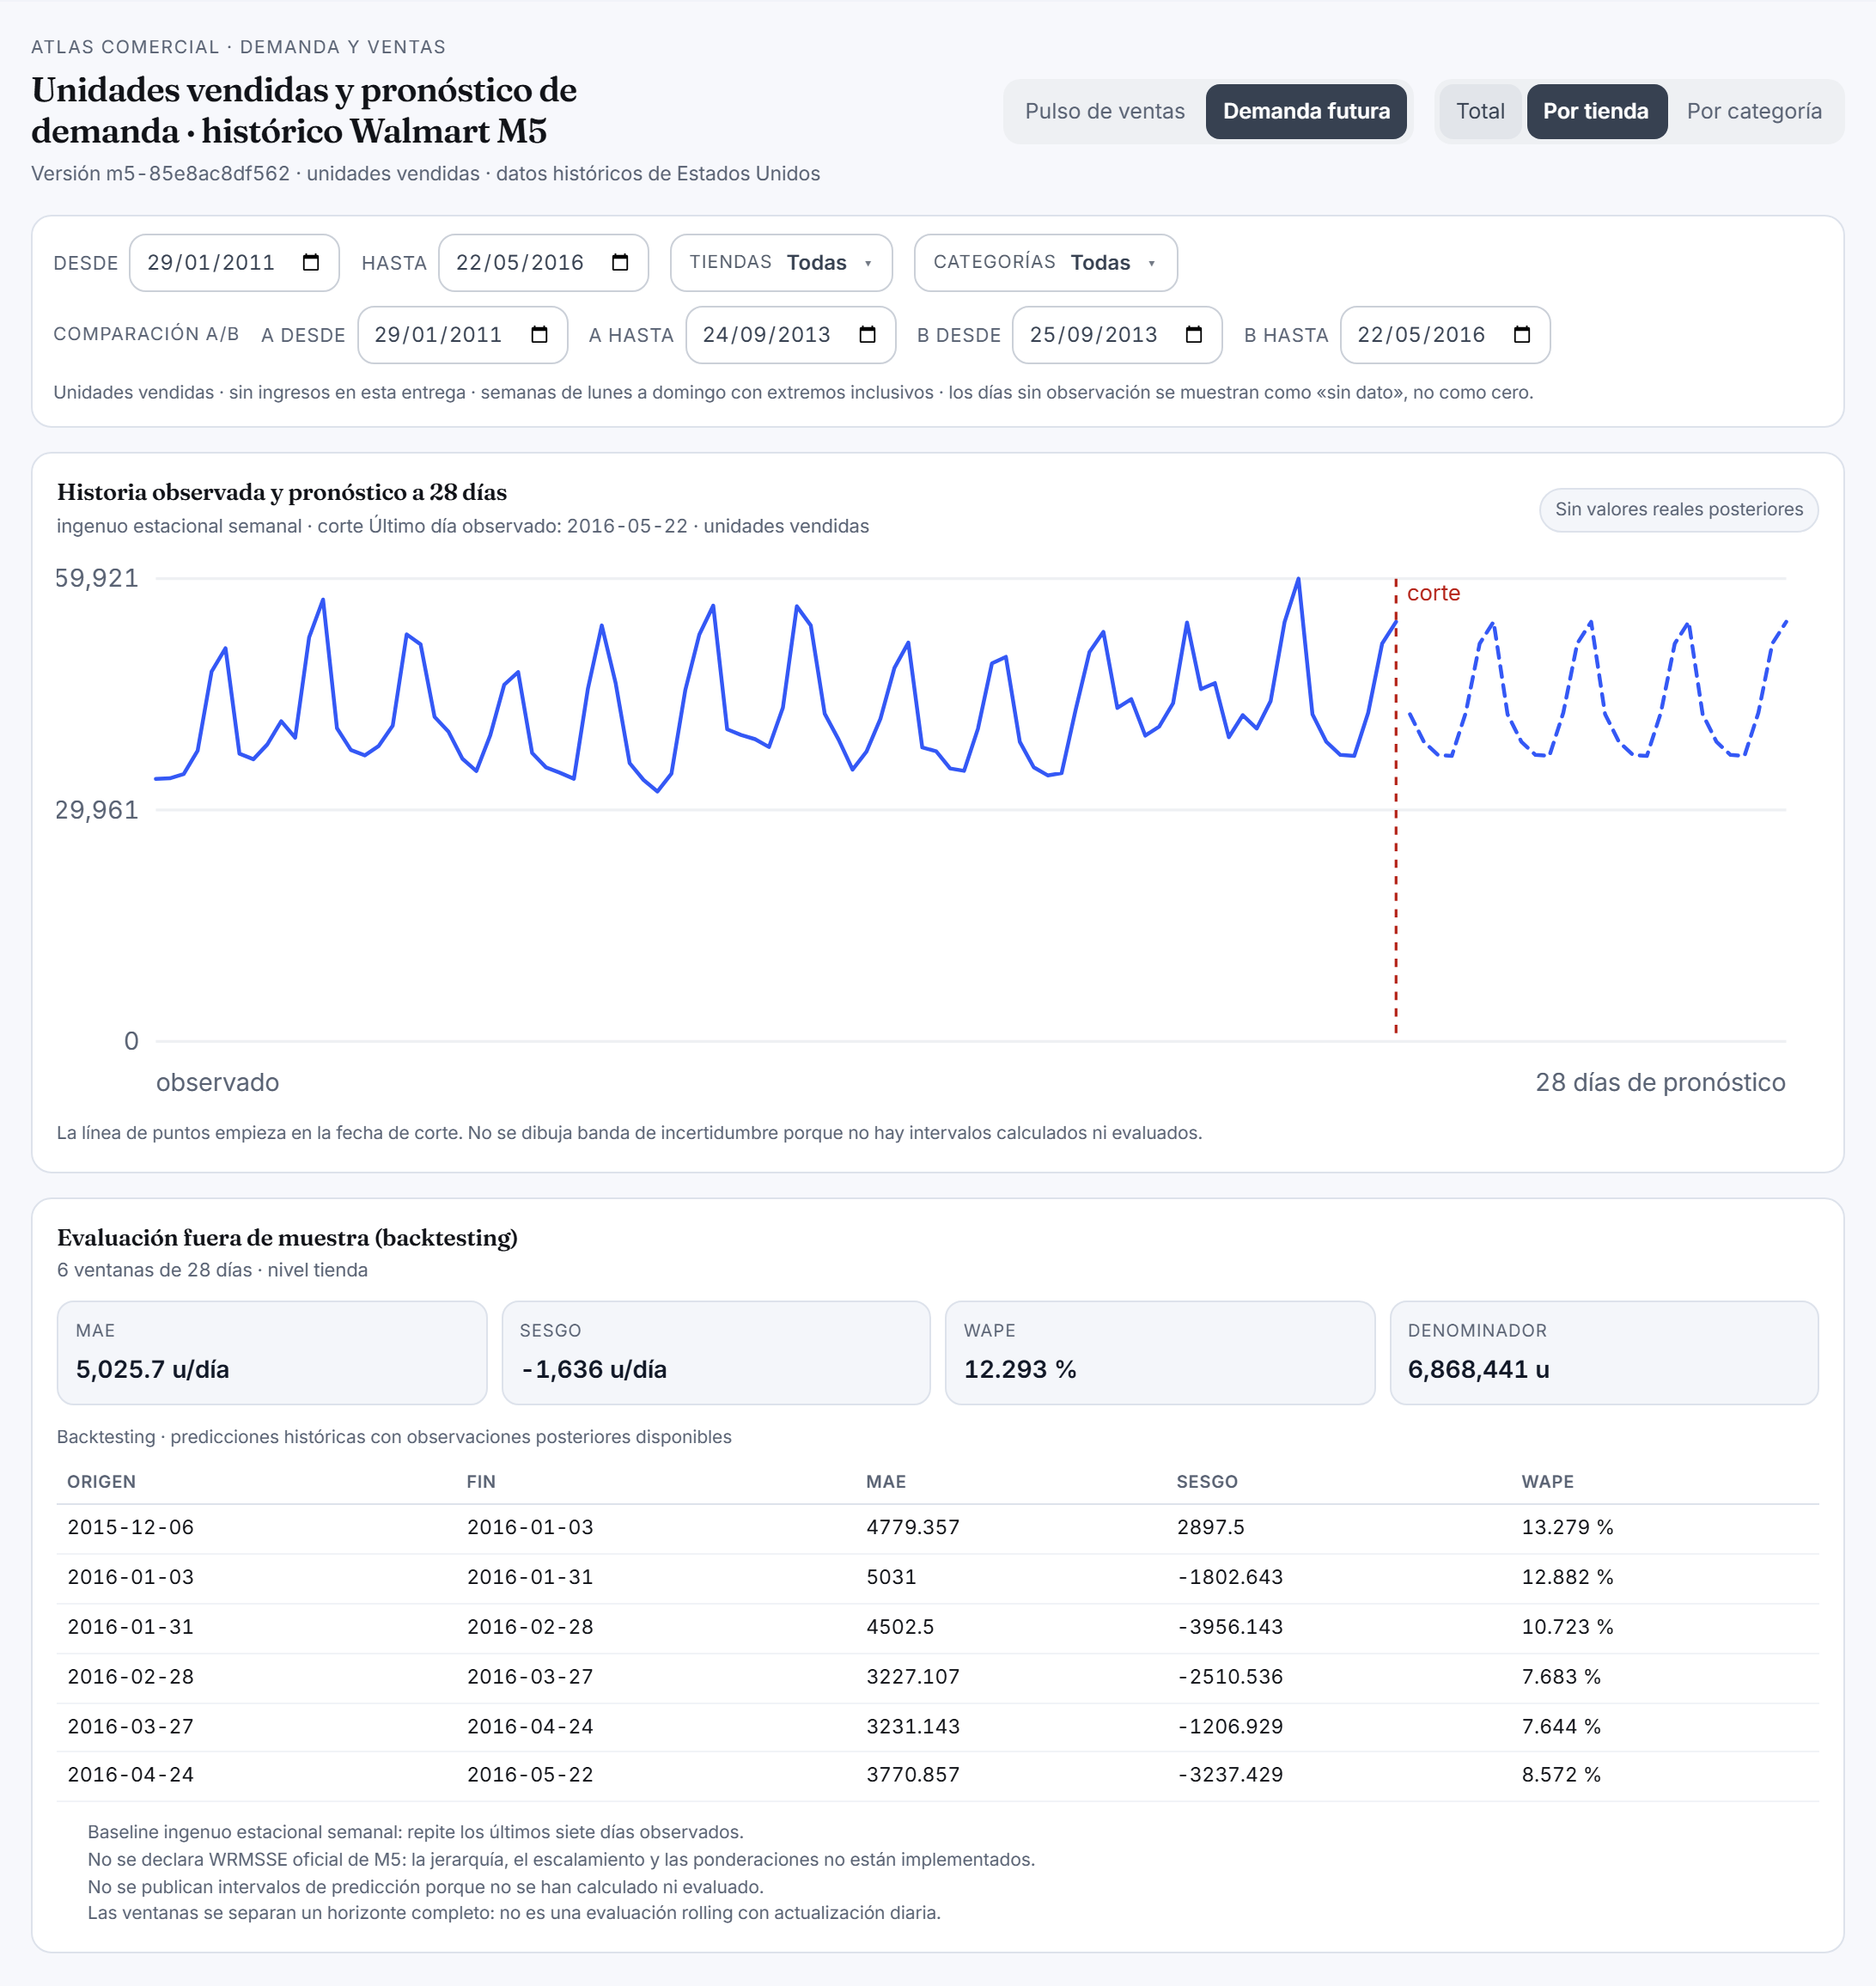 ATLAS COMERCIAL · DEMANDA Y VENTAS
Unidades vendidas y pronóstico de
demanda · histórico Walmart M5
Versión m5-85e8ac8df562 · unidades vendidas · datos históricos de Estados Unidos
Pulso de ventas Demanda futura Total Por tienda Por categoría
DESDE 29/01/2011 HASTA 22/05/2016 TIENDAS Todas ▾ CATEGORÍAS Todas ▾
COMPARACIÓN A/B A DESDE 29/01/2011 A HASTA 24/09/2013 B DESDE 25/09/2013 B HASTA 22/05/2016
Unidades vendidas · sin ingresos en esta entrega · semanas de lunes a domingo con extremos inclusivos · los días sin observación se muestran como «sin dato», no como cero.
Historia observada y pronóstico a 28 días
ingenuo estacional semanal · corte Último día observado: 2016-05-22 · unidades vendidas
Sin valores reales posteriores
59,921
corte
29,961
0
observado 28 días de pronóstico
La línea de puntos empieza en la fecha de corte. No se dibuja banda de incertidumbre porque no hay intervalos calculados ni evaluados.
Evaluación fuera de muestra (backtesting)
6 ventanas de 28 días · nivel tienda
MAE SESGO WAPE DENOMINADOR
5,025.7 u/día -1,636 u/día 12.293 % 6,868,441 u
Backtesting · predicciones históricas con observaciones posteriores disponibles
ORIGEN FIN MAE SESGO WAPE
2015-12-06 2016-01-03 4779.357 2897.5 13.279 %
2016-01-03 2016-01-31 5031 -1802.643 12.882 %
2016-01-31 2016-02-28 4502.5 -3956.143 10.723 %
2016-02-28 2016-03-27 3227.107 -2510.536 7.683 %
2016-03-27 2016-04-24 3231.143 -1206.929 7.644 %
2016-04-24 2016-05-22 3770.857 -3237.429 8.572 %
Baseline ingenuo estacional semanal: repite los últimos siete días observados.
No se declara WRMSSE oficial de M5: la jerarquía, el escalamiento y las ponderaciones no están implementados.
No se publican intervalos de predicción porque no se han calculado ni evaluado.
Las ventanas se separan un horizonte completo: no es una evaluación rolling con actualización diaria.